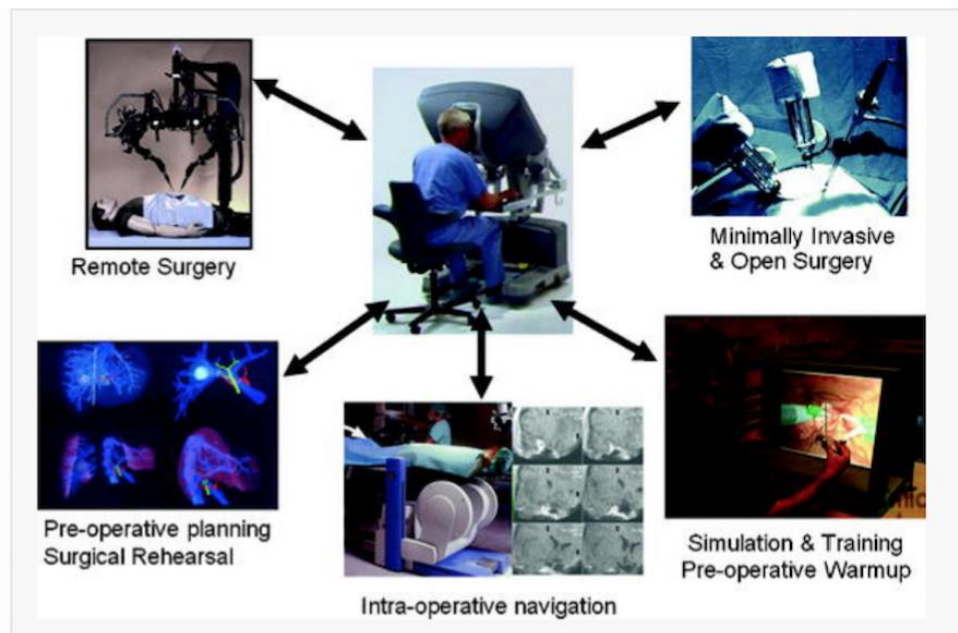 Remote Surgery
Minimally Invasive
& Open Surgery
Pre-operative planning
Surgical Rehearsal
Intra-operative navigation
Simulation & Training
Pre-operative Warmup